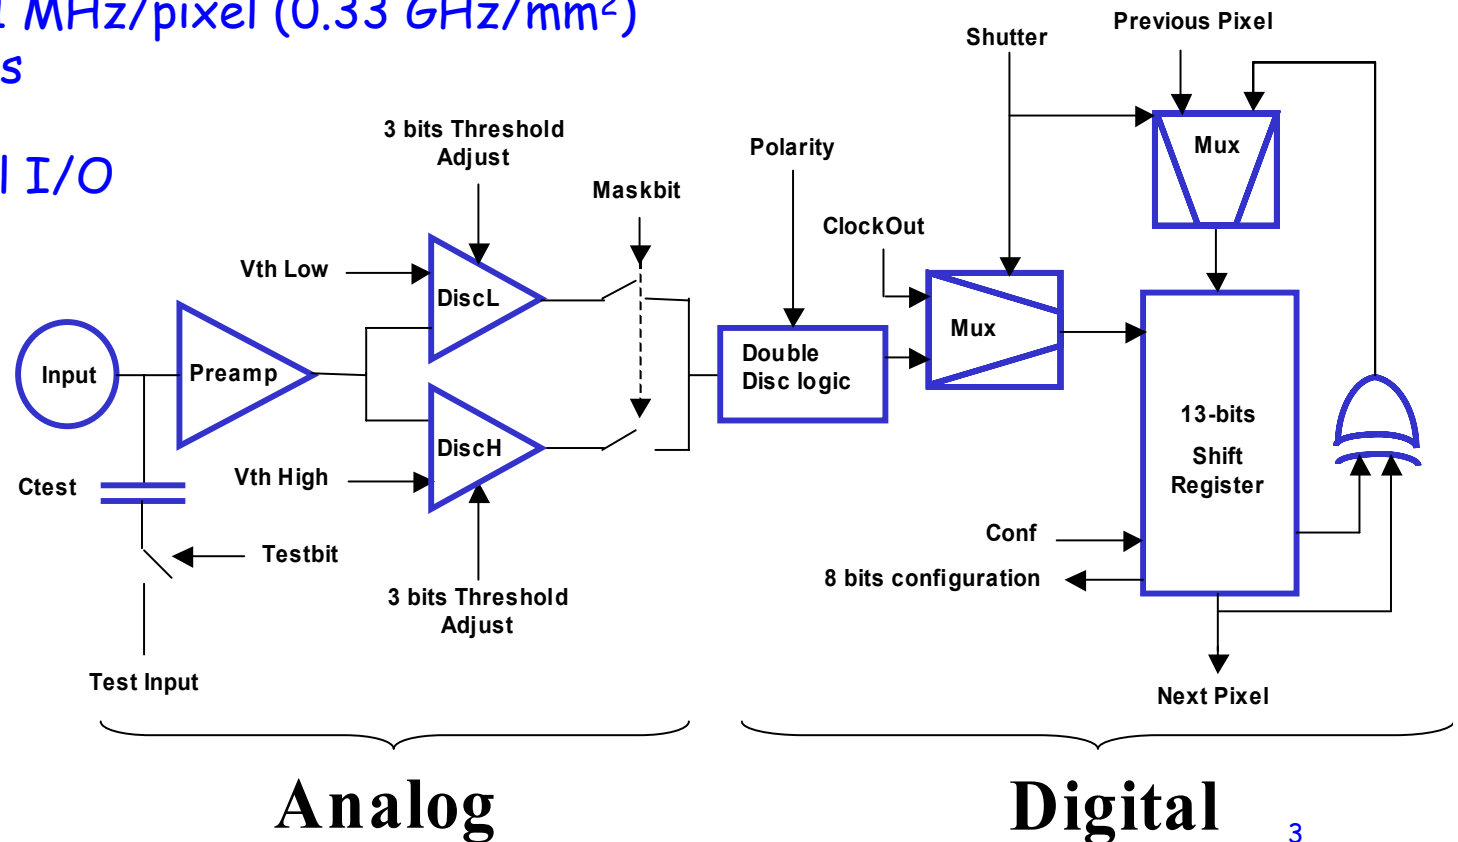 MHz/pixel (0.33 GHz/mm²)
s
I/O
Shutter
Previous Pixel
3 bits Threshold
Adjust
Maskbit
Polarity
Mux
ClockOut
Vth Low
DiscL
Mux
Input
Preamp
Double
Disc logic
DiscH
13-bits
Shift
Register
Vth High
Ctest
Testbit
Conf
8 bits configuration
3 bits Threshold
Adjust
Test Input
Next Pixel
Analog
Digital
3